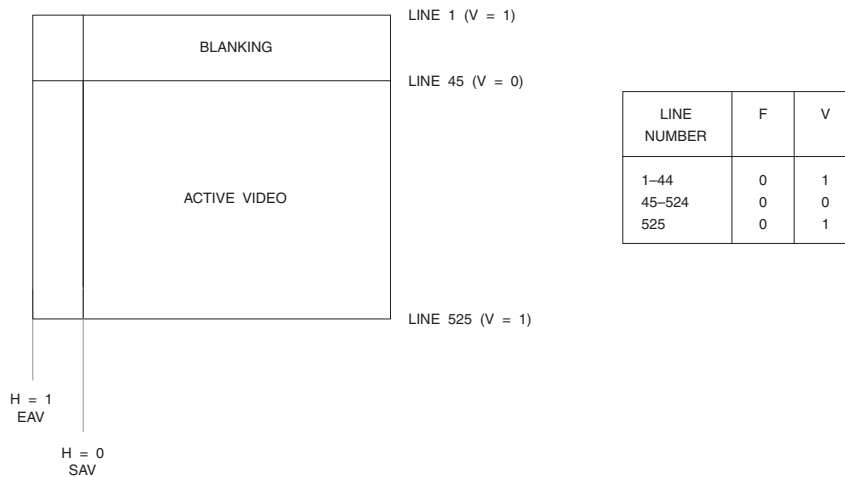 LINE 1 (V = 1)
BLANKING
LINE 45 (V = 0)
ACTIVE VIDEO
LINE 525 (V = 1)
H = 1
EAV
H = 0
SAV
LINE NUMBER F V
1–44 0 1
45–524 0 0
525 0 1